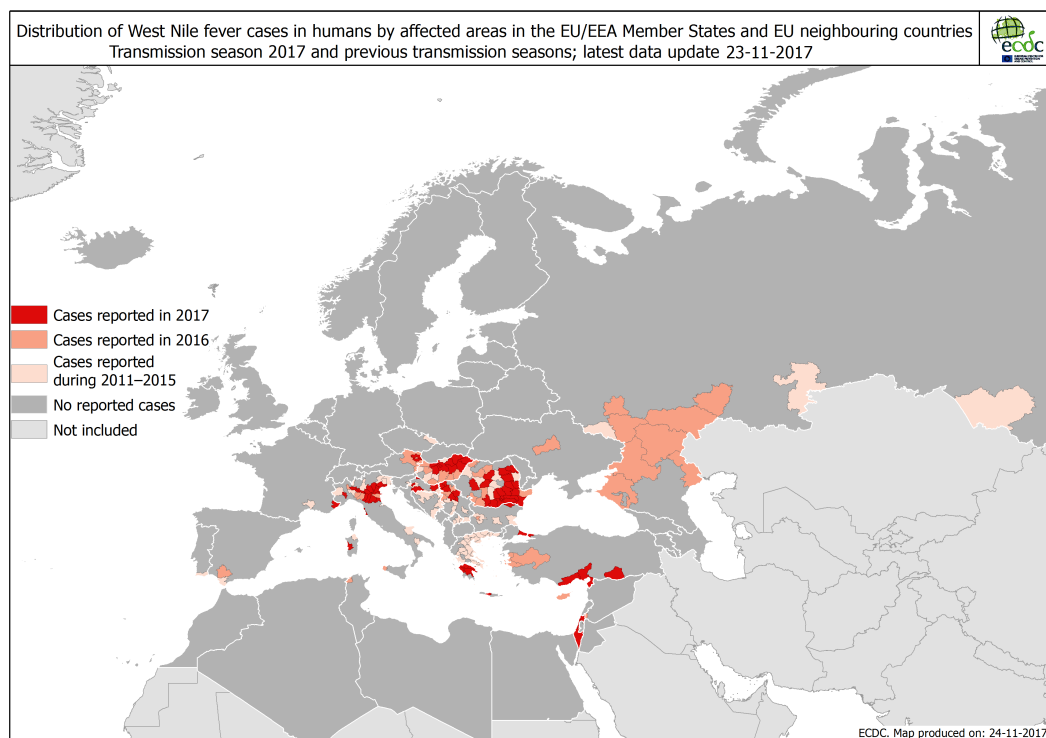 Distribution of West Nile fever cases in humans by affected areas in the EU/EEA Member States and EU neighbouring countries
Transmission season 2017 and previous transmission seasons; latest data update 23-11-2017
ecdc
Cases reported in 2017
Cases reported in 2016
Cases reported
during 2011–2015
No reported cases
Not included
ECDC. Map produced on: 24-11-2017